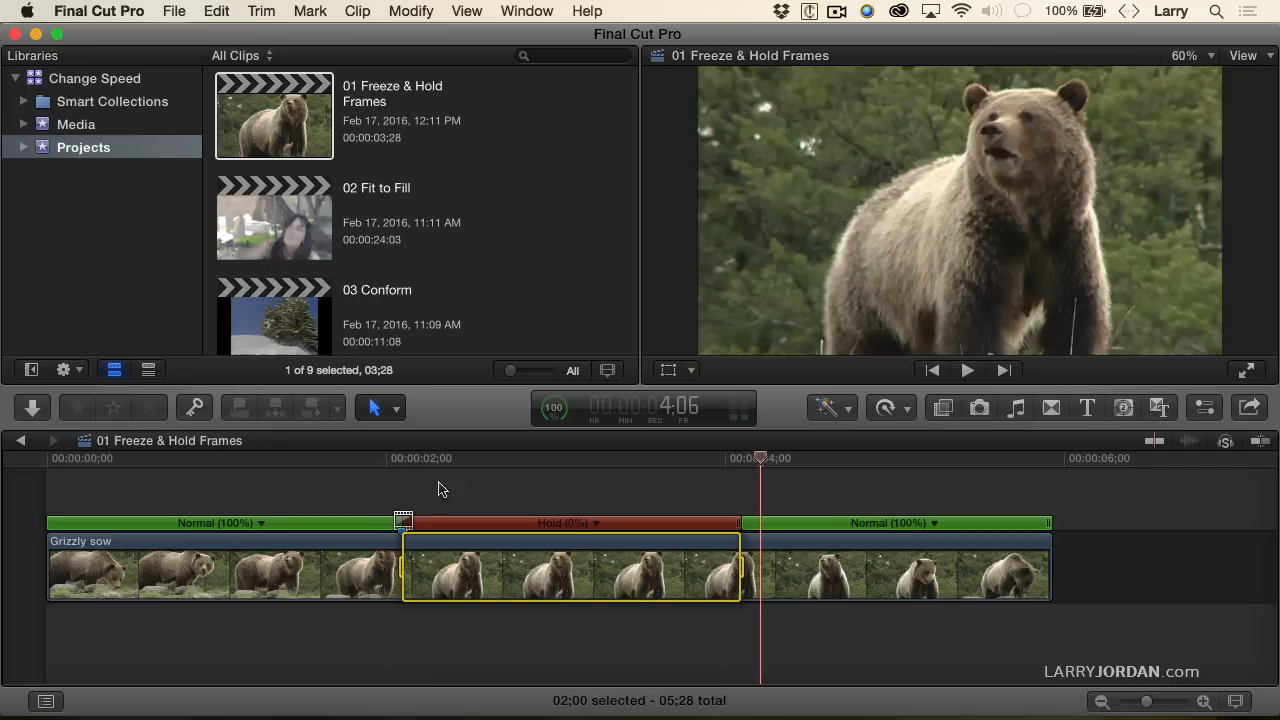 Final Cut Pro File Edit Trim Mark Clip Modify View Window Help 100% Larry
Final Cut Pro
Libraries All Clips 01 Freeze & Hold Frames 60% View
Change Speed
Smart Collections
Media
Projects
01 Freeze & Hold
Frames
Feb 17, 2016, 12:11 PM
00:00:03;28
02 Fit to Fill
Feb 17, 2016, 11:11 AM
00:00:24:03
03 Conform
Feb 17, 2016, 11:09 AM
00:00:11:08
1 of 9 selected, 03;28 All
100 % 00:00:04;06
HR MIN SEC FR
01 Freeze & Hold Frames
00:00:00;00 00:00:02;00 00:00:04;00 00:00:06;00
Normal (100%) Hold (0%) Normal (100%)
Grizzly sow
LARRYJORDAN.com
02;00 selected - 05;28 total